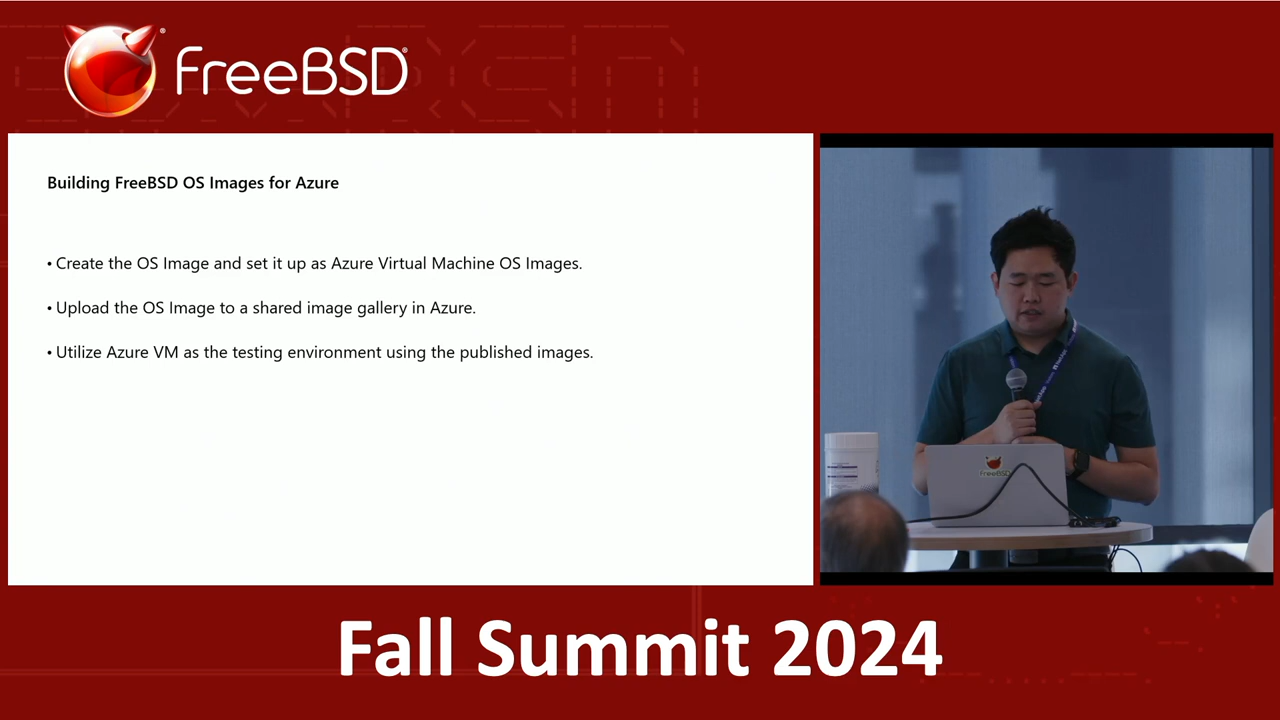 FreeBSD®
Building FreeBSD OS Images for Azure
• Create the OS Image and set it up as Azure Virtual Machine OS Images.
• Upload the OS Image to a shared image gallery in Azure.
• Utilize Azure VM as the testing environment using the published images.
FreeBSD
Fall Summit 2024